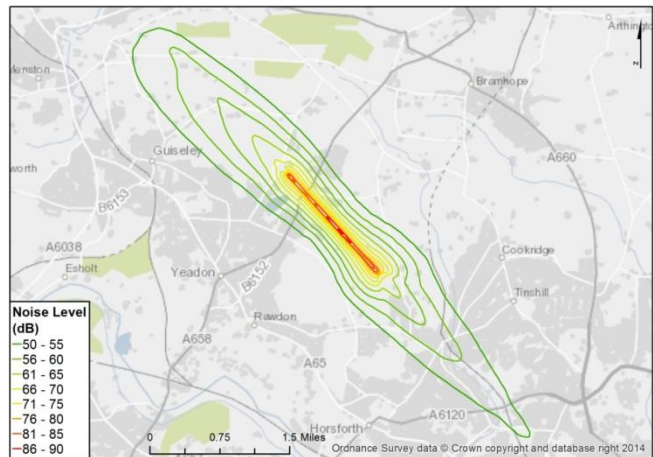 Arthington
Menston
Bramhope
Guiseley
A660
worth
B6153
A6038
Esholt
Cookridge
Yeadon
B6152
Tinshill
Rawdon
A658
A65
Horsforth
A6120
N
Noise Level
(dB)
50 - 55
56 - 60
61 - 65
66 - 70
71 - 75
76 - 80
81 - 85
86 - 90
0 0.75 1.5 Miles
Ordnance Survey data © Crown copyright and database right 2014